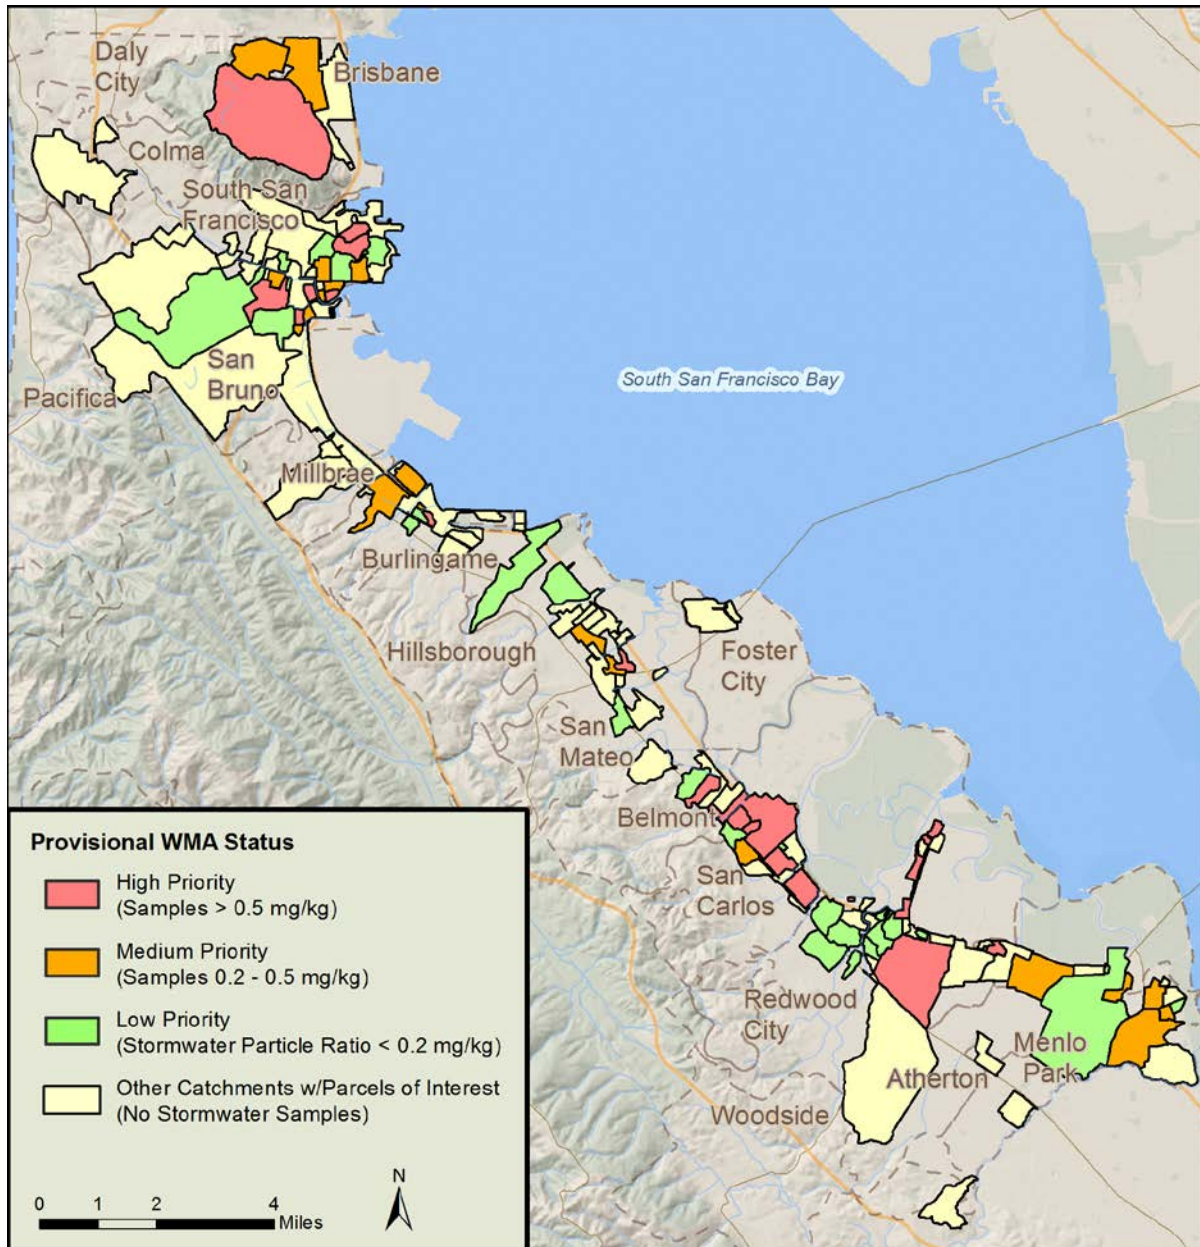 Daly
City
Brisbane
Colma
South San
Francisco
San
Bruno
Pacifica
South San Francisco Bay
Millbrae
Burlingame
Hillsborough
Foster
City
San
Mateo
Belmont
San
Carlos
Redwood
City
Menlo
Park
Atherton
Woodside
Provisional WMA Status
High Priority
(Samples > 0.5 mg/kg)
Medium Priority
(Samples 0.2 - 0.5 mg/kg)
Low Priority
(Stormwater Particle Ratio < 0.2 mg/kg)
Other Catchments w/Parcels of Interest
(No Stormwater Samples)
N
0 1 2 4
Miles